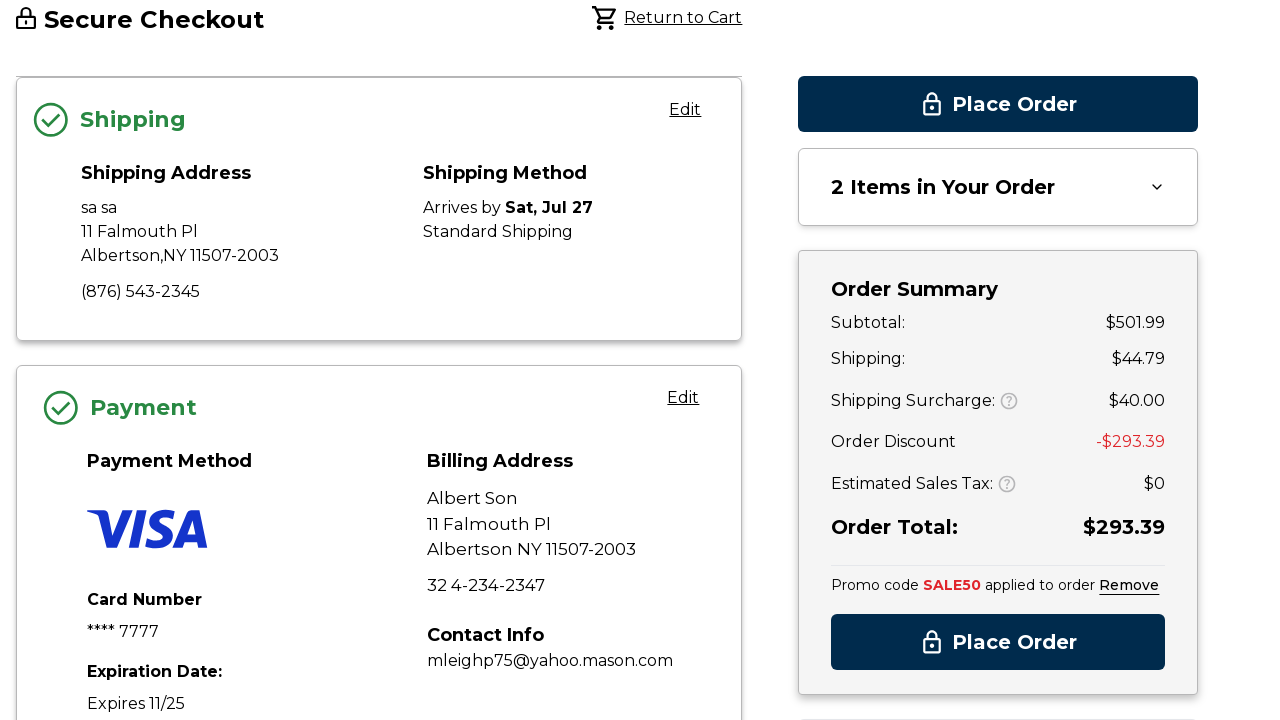 Secure Checkout
Return to Cart
Shipping
Edit
Shipping Address
sa sa
11 Falmouth Pl
Albertson,NY 11507-2003
(876) 543-2345
Shipping Method
Arrives by Sat, Jul 27
Standard Shipping
Payment
Edit
Payment Method
VISA
Card Number
**** 7777
Expiration Date:
Expires 11/25
Billing Address
Albert Son
11 Falmouth Pl
Albertson NY 11507-2003
32 4-234-2347
Contact Info
mleighp75@yahoo.mason.com
Place Order
2 Items in Your Order
Order Summary
Subtotal: $501.99
Shipping: $44.79
Shipping Surcharge: ? $40.00
Order Discount -$293.39
Estimated Sales Tax: ? $0
Order Total: $293.39
Promo code SALE50 applied to order Remove
Place Order